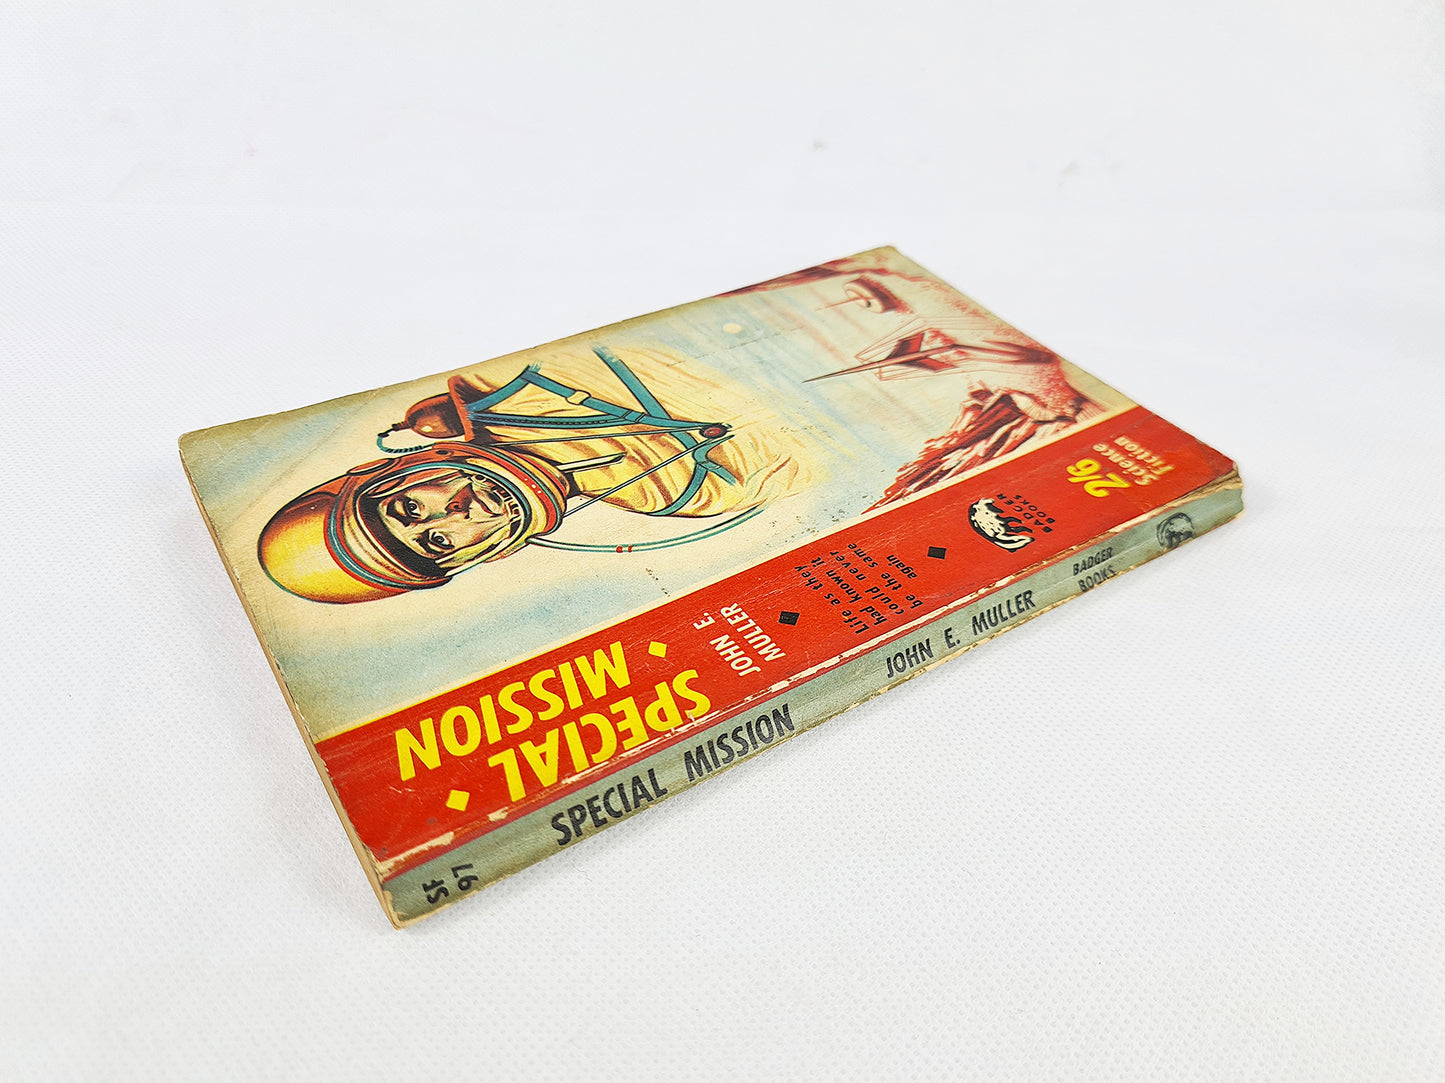 SPECIAL
MISSION
JOHN E.
MULLER
Life as they
had known it
could never
be the same
again
BADGER
BOOKS
2/6
Science
Fiction
SF
97
SPECIAL MISSION
JOHN E. MULLER
BADGER
BOOKS